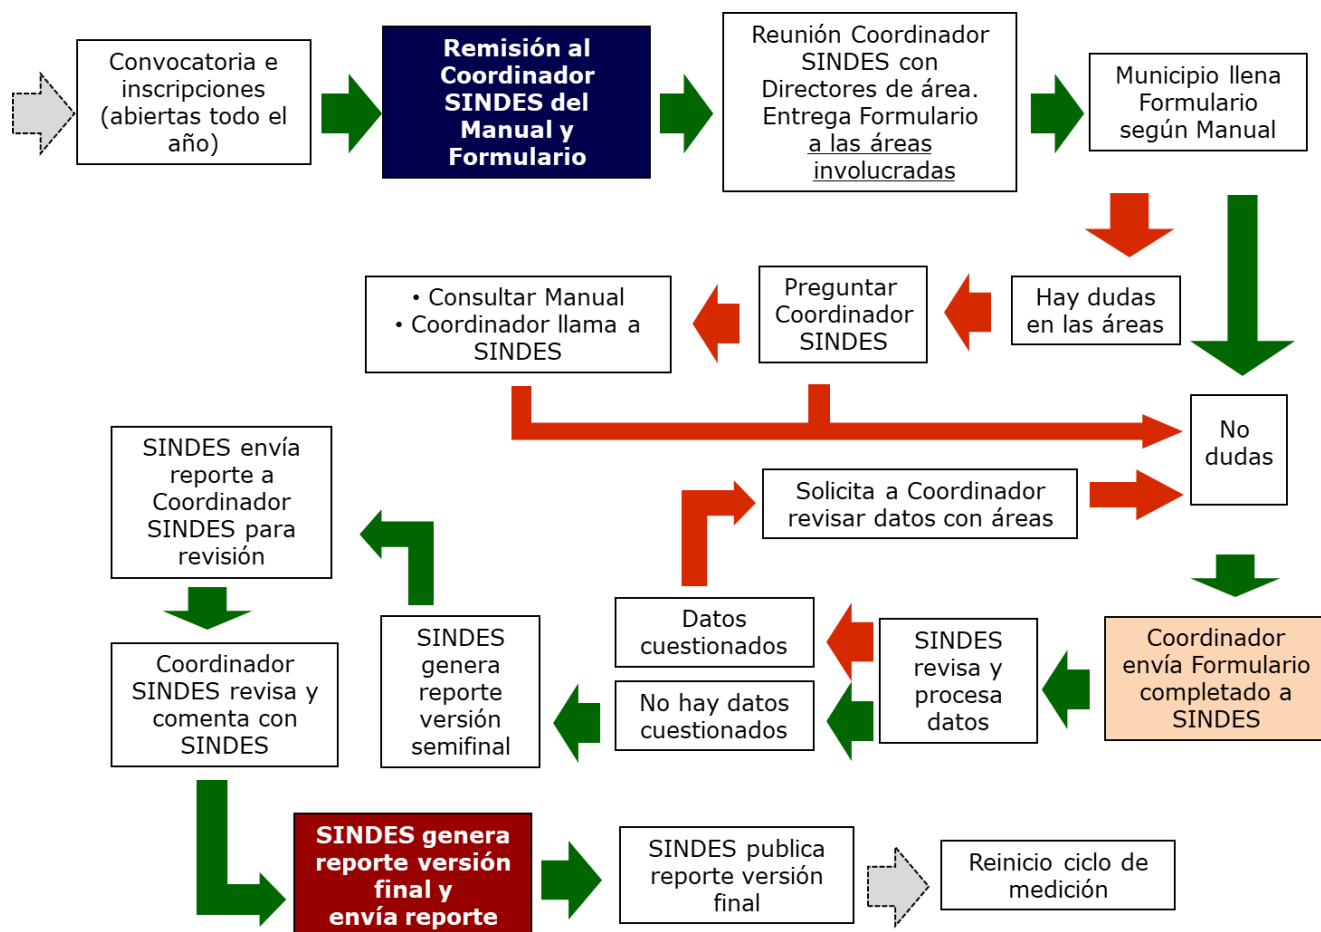 Convocatoria e
inscripciones
(abiertas todo el
año)
Remisión al
Coordinador
SINDES del
Manual y
Formulario
Reunión Coordinador
SINDES con
Directores de área.
Entrega Formulario
a las áreas
involucradas
Municipio llena
Formulario
según Manual
Hay dudas
en las áreas
Preguntar
Coordinador
SINDES
• Consultar Manual
• Coordinador llama a
SINDES
No
dudas
Solicita a Coordinador
revisar datos con áreas
Coordinador
envía Formulario
completado a
SINDES
SINDES
revisa y
procesa
datos
Datos
cuestionados
No hay datos
cuestionados
SINDES
genera
reporte
versión
semifinal
SINDES envía
reporte a
Coordinador
SINDES para
revisión
Coordinador
SINDES revisa y
comenta con
SINDES
SINDES genera
reporte versión
final y
envía reporte
SINDES publica
reporte versión
final
Reinicio ciclo de
medición